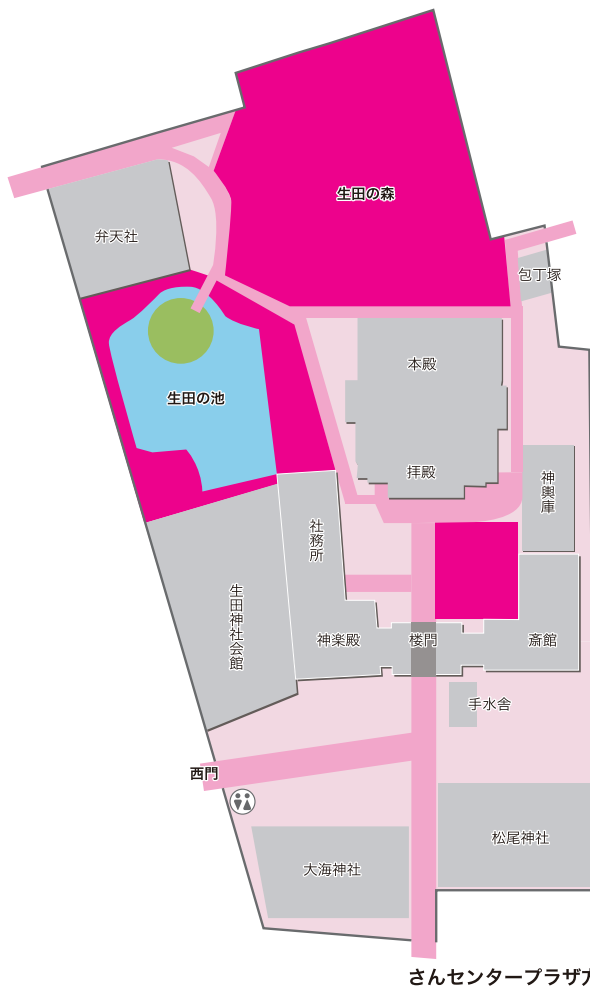 生田の森
弁天社
包丁塚
本殿
生田の池
拝殿
神輿庫
社務所
生田神社会館
神楽殿
楼門
斎館
手水舎
西門
松尾神社
大海神社
さんセンタープラザ